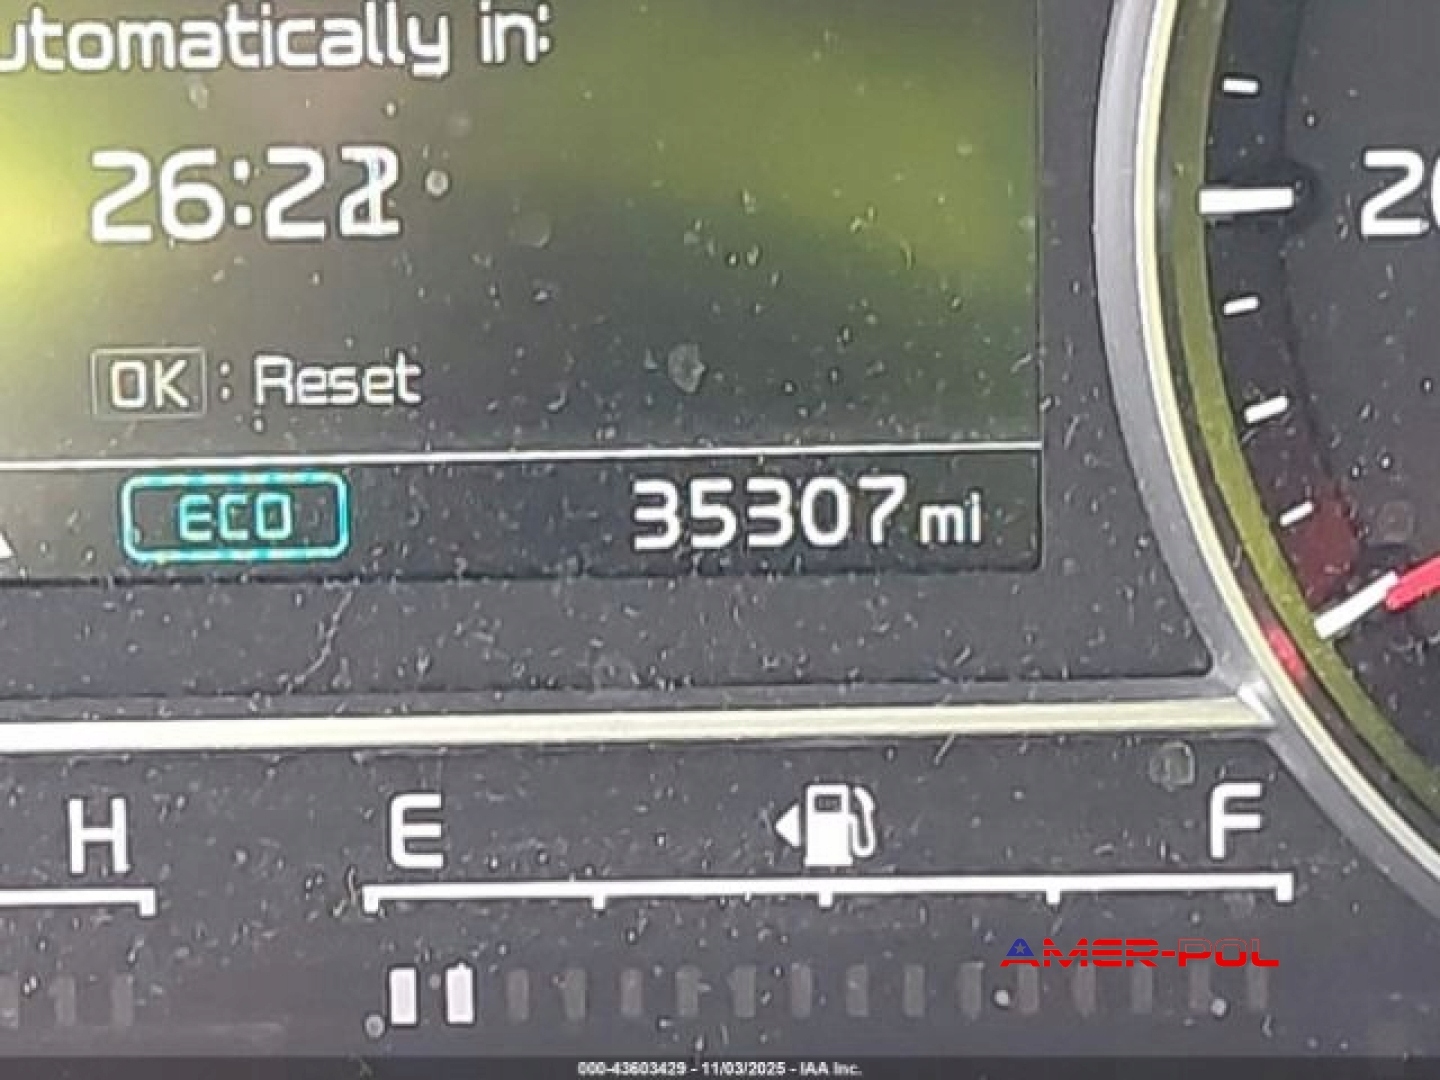 utomatically in:
26:22
OK : Reset
ECO
35307 mi
H
E
F
AMER-POL
000-43603429 - 11/03/2025 - IAA Inc.